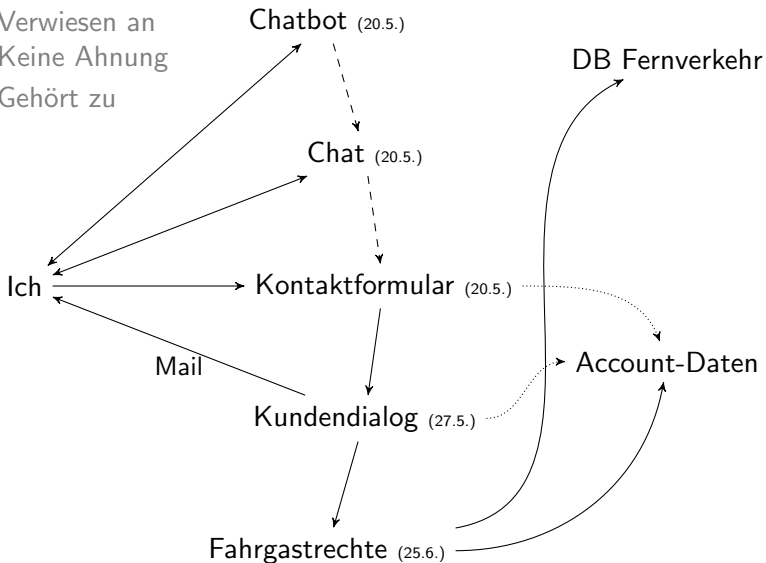 Verwiesen an
Keine Ahnung
Gehört zu
Chatbot (20.5.)
DB Fernverkehr
Chat (20.5.)
Ich
Kontaktformular (20.5.)
Mail
Account-Daten
Kundendialog (27.5.)
Fahrgastrechte (25.6.)